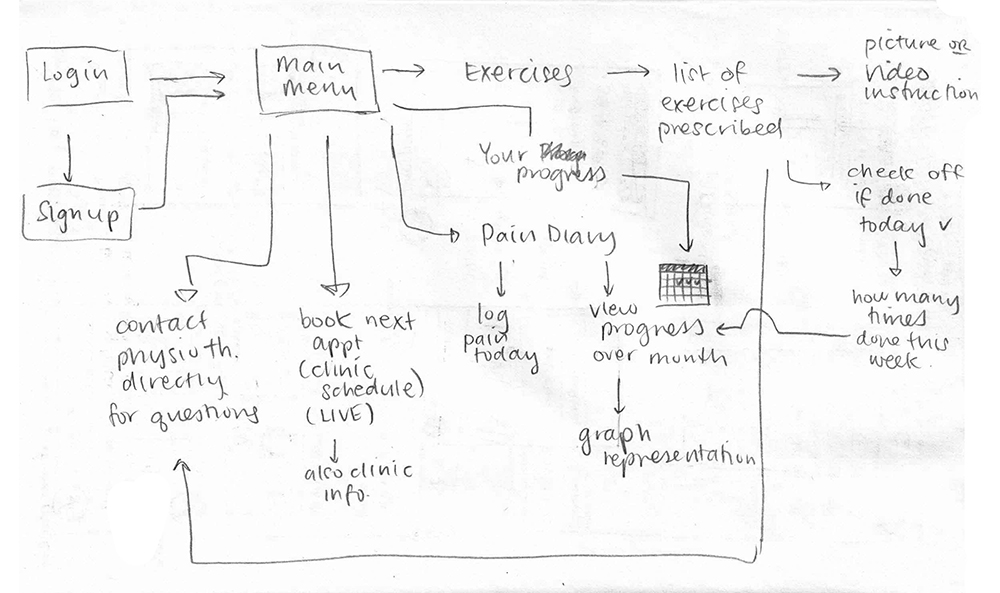 Login
Sign up
main
menu
Exercises
list of
exercises
prescribed
picture or
video
instruction
check off
if done
today ✓
how many
times
done this
week.
Your
progress
Pain Diary
log
pain
today
view
progress
over month
graph
representation
book next
appt
(clinic
schedule)
(LIVE)
also clinic
info.
contact
physioth.
directly
for questions